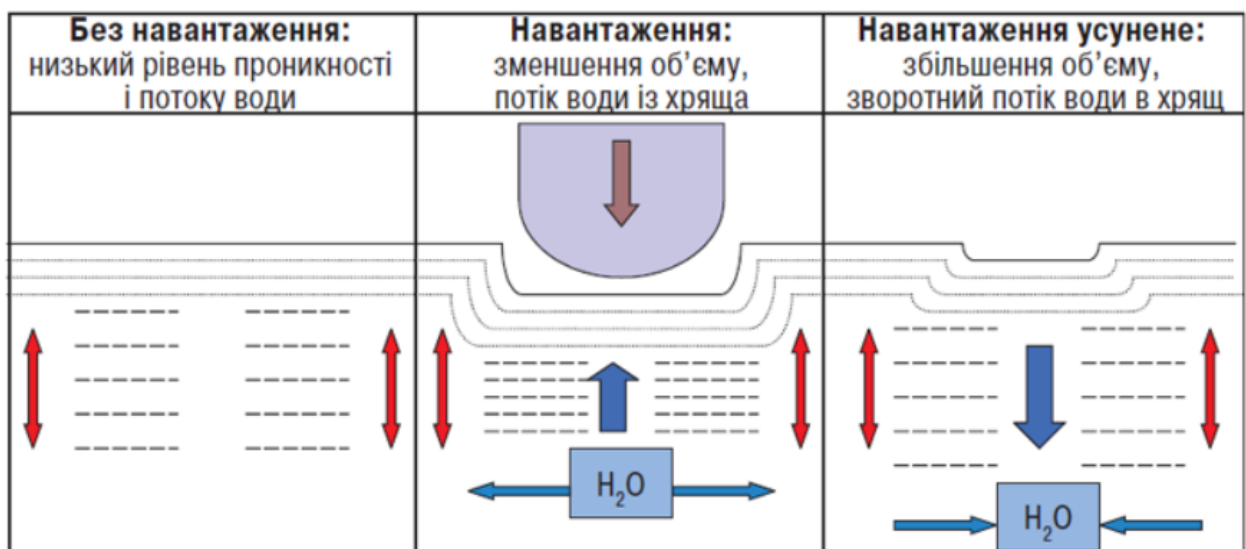 Без навантаження:
низький рівень проникності
і потоку води
Навантаження:
зменшення об’єму,
потік води із хряща
Навантаження усунене:
збільшення об’єму,
зворотний потік води в хрящ
H₂O
H₂O